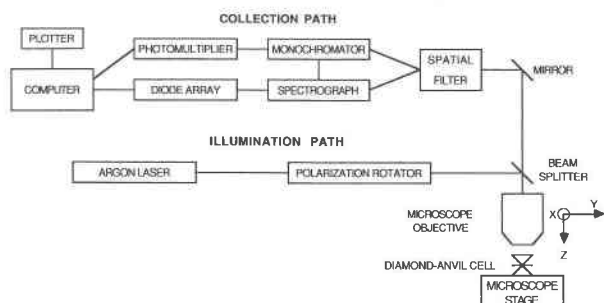 COLLECTION PATH
PLOTTER
PHOTOMULTIPLIER
MONOCHROMATOR
SPATIAL
FILTER
MIRROR
COMPUTER
DIODE ARRAY
SPECTROGRAPH
ILLUMINATION PATH
ARGON LASER
POLARIZATION ROTATOR
BEAM
SPLITTER
MICROSCOPE
OBJECTIVE
X
Y
Z
DIAMOND-ANVIL CELL
MICROSCOPE
STAGE